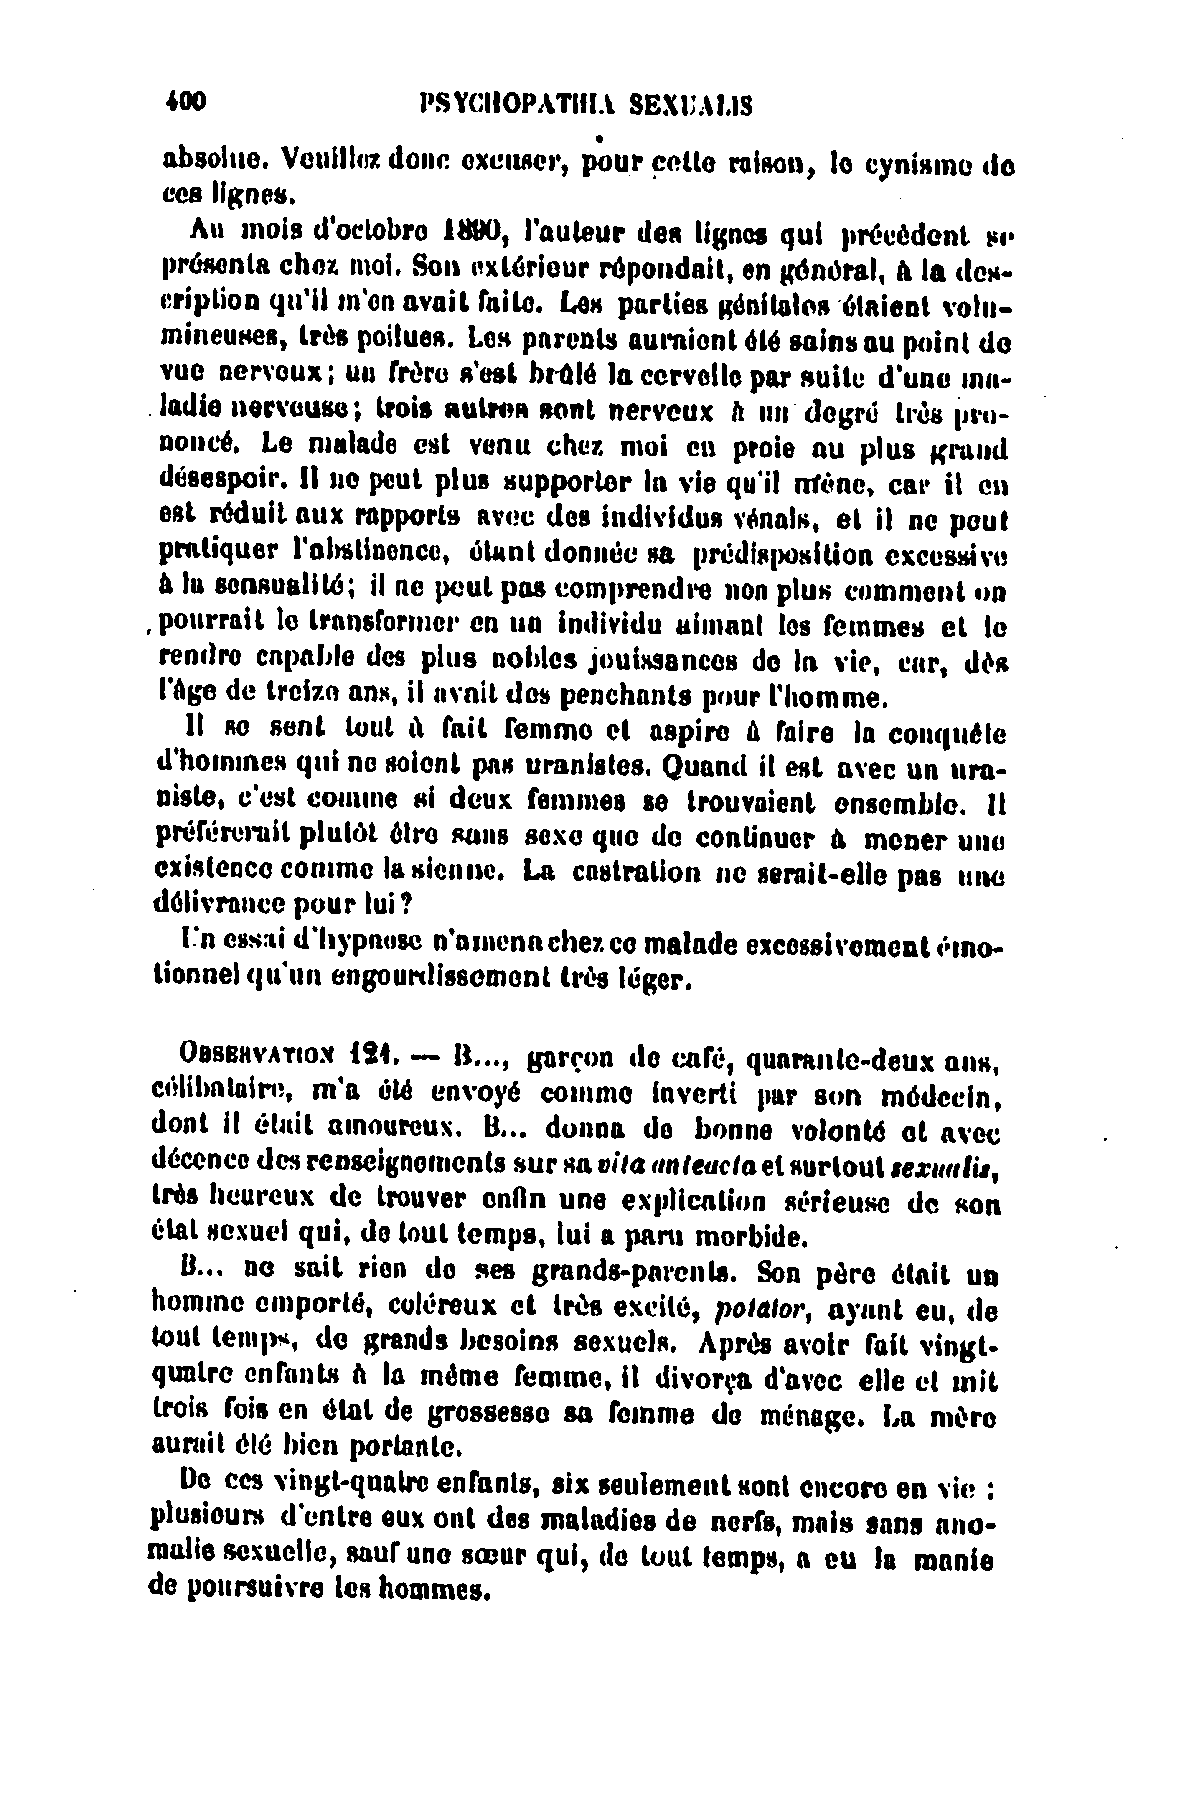 400 PSYCHOPATHIA SEXUALIS
absolue. Veuillez donc excuser, pour cette raison, le cynisme de
ces lignes.
Au mois d'octobre 1890, l'auteur des lignes qui précèdent se
présenta chez moi. Son extérieur répondait, en général, à la des-
cription qu'il m'en avait faite. Les parties génitales étaient volu-
mineuses, très poilues. Les parents auraient été sains au point de
vue nerveux; un frère s'est brûlé la cervelle par suite d'une ma-
ladie nerveuse; trois autres sont nerveux à un degré très pro-
noncé. Le malade est venu chez moi en proie au plus grand
désespoir. Il ne peut plus supporter la vie qu'il mène, car il en
est réduit aux rapports avec des individus vénals, et il ne peut
pratiquer l'abstinence, étant donnée sa prédisposition excessive
à la sensualité; il ne peut pas comprendre non plus comment on
pourrait le transformer en un individu aimant les femmes et le
rendre capable des plus nobles jouissances de la vie, car, dès
l'âge de treize ans, il avait des penchants pour l'homme.
Il se sent tout à fait femme et aspire à faire la conquête
d'hommes qui ne soient pas uranistes. Quand il est avec un ura-
niste, c'est comme si deux femmes se trouvaient ensemble. Il
préférerait plutôt être sans sexe que de continuer à mener une
existence comme la sienne. La castration ne serait-elle pas une
délivrance pour lui?
Un essai d'hypnose n'amena chez ce malade excessivement émo-
tionnel qu'un engourdissement très léger.
OBSERVATION 121. — B..., garçon de café, quarante-deux ans,
célibataire, m'a été envoyé comme inverti par son médecin,
dont il était amoureux. B... donna de bonne volonté et avec
décence des renseignements sur sa vita anteacta et surtout sexualis,
très heureux de trouver enfin une explication sérieuse de son
état sexuel qui, de tout temps, lui a paru morbide.
B... ne sait rien de ses grands-parents. Son père était un
homme emporté, coléreux et très excité, potator, ayant eu, de
tout temps, de grands besoins sexuels. Après avoir fait vingt-
quatre enfants à la même femme, il divorça d'avec elle et mit
trois fois en état de grossesse sa femme de ménage. La mère
aurait été bien portante.
De ces vingt-quatre enfants, six seulement sont encore en vie :
plusieurs d'entre eux ont des maladies de nerfs, mais sans ano-
malie sexuelle, sauf une sœur qui, de tout temps, a eu la manie
de poursuivre les hommes.